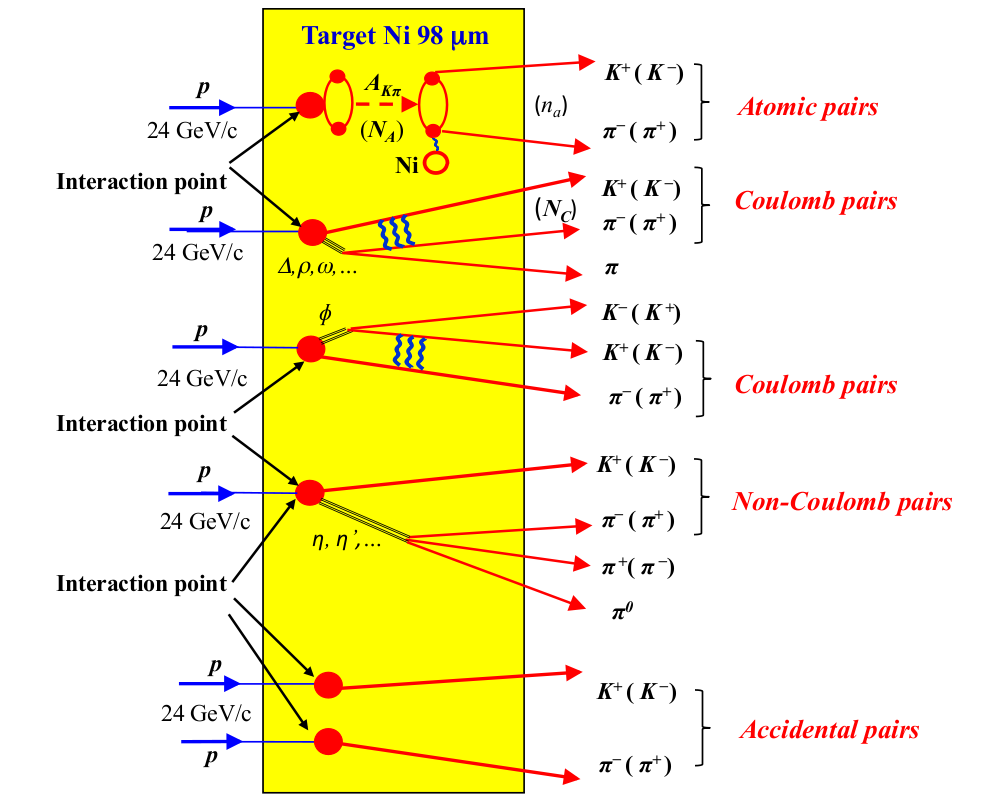 Target Ni 98 μm
p
24 GeV/c
A_Kπ
(N_A)
Ni
(n_a)
K⁺(K⁻)
π⁻(π⁺)
Atomic pairs
Interaction point
p
24 GeV/c
Δ,ρ,ω,...
(N_C)
K⁺(K⁻)
π⁻(π⁺)
π
Coulomb pairs
p
24 GeV/c
ϕ
K⁻(K⁺)
K⁺(K⁻)
π⁻(π⁺)
Coulomb pairs
Interaction point
p
24 GeV/c
η, η’,...
K⁺(K⁻)
π⁻(π⁺)
π⁺(π⁻)
π⁰
Non-Coulomb pairs
Interaction point
p
24 GeV/c
p
K⁺(K⁻)
π⁻(π⁺)
Accidental pairs